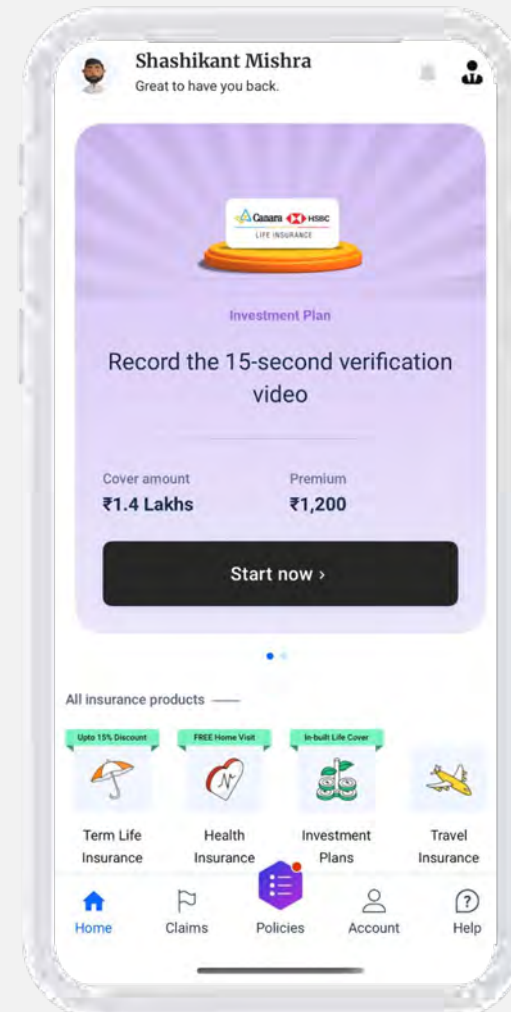 Shashikant Mishra
Great to have you back.
Canara HSBC
LIFE INSURANCE
Investment Plan
Record the 15-second verification
video
Cover amount Premium
₹1.4 Lakhs ₹1,200
Start now ›
All insurance products
Upto 15% Discount FREE Home Visit In-built Life Cover
Term Life Health Investment Travel
Insurance Insurance Plans Insurance
Home Claims Policies Account Help